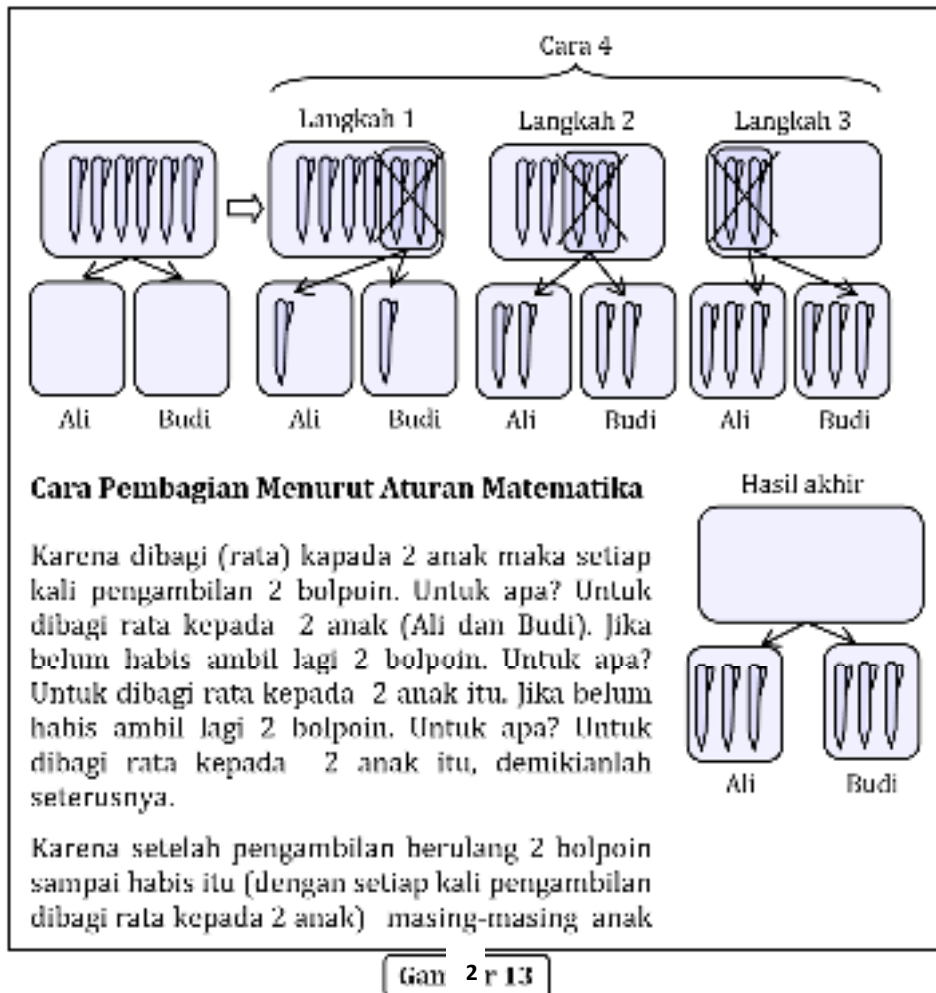 Cara 4
Langkah 1 Langkah 2 Langkah 3
Ali Budi Ali Budi Ali Budi Ali Budi
Cara Pembagian Menurut Aturan Matematika
Karena dibagi (rata) kapada 2 anak maka setiap
kali pengambilan 2 bolpoin. Untuk apa? Untuk
dibagi rata kepada 2 anak (Ali dan Budi). Jika
belum habis ambil lagi 2 bolpoin. Untuk apa?
Untuk dibagi rata kepada 2 anak itu. Jika belum
habis ambil lagi 2 bolpoin. Untuk apa? Untuk
dibagi rata kepada 2 anak itu, demikianlah
seterusnya.
Karena setelah pengambilan berulang 2 bolpoin
sampai habis itu (dengan setiap kali pengambilan
dibagi rata kepada 2 anak) masing-masing anak
Hasil akhir
Ali Budi
Gam 2 r 13